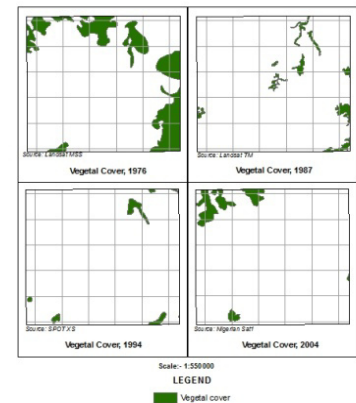 Source: Landsat MSS
Vegetal Cover, 1976
Source: Landsat TM
Vegetal Cover, 1987
Source: SPOT XS
Vegetal Cover, 1994
Source: Nigerian Sat1
Vegetal Cover, 2004
Scale:- 1:550000
LEGEND
Vegetal cover